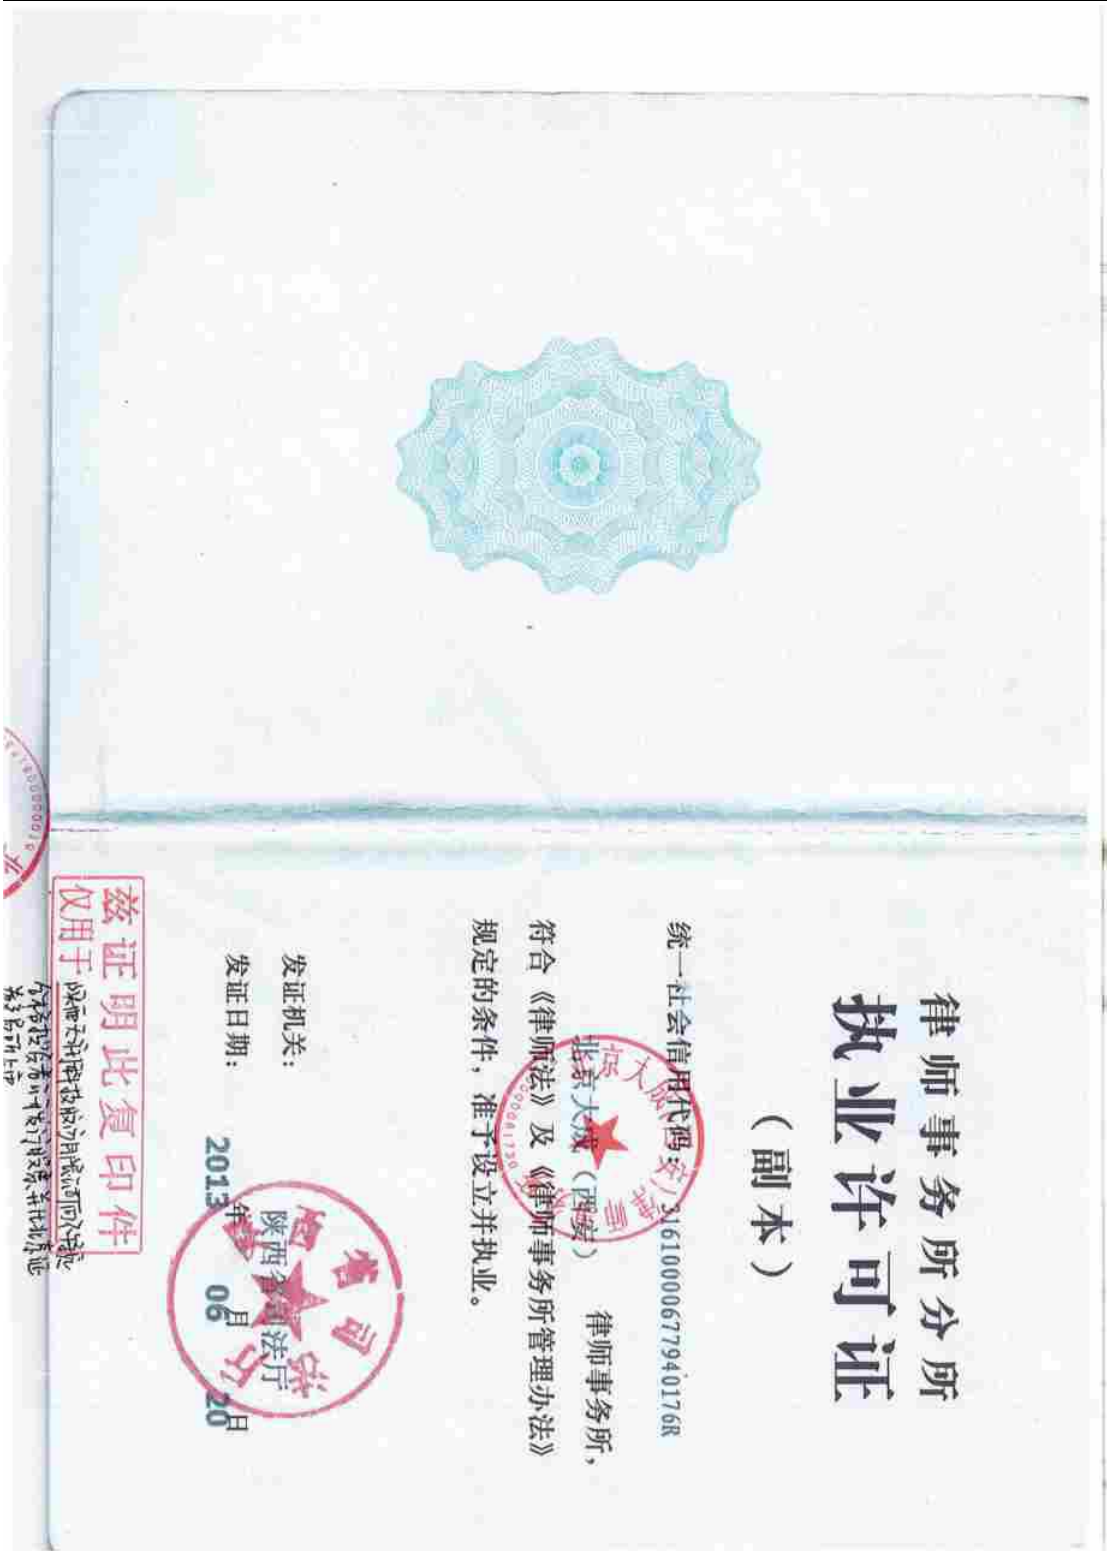 律师事务所分所
执业许可证
（副本）
统一社会信用代码：31610000677940176R
北京大成（西安）
律师事务所，
符合《律师法》及《律师事务所管理办法》
规定的条件，准予设立并执业。
发证机关：
陕西省司法厅
发证日期：
2013年 06月 20日
兹证明此复印件
仅用于